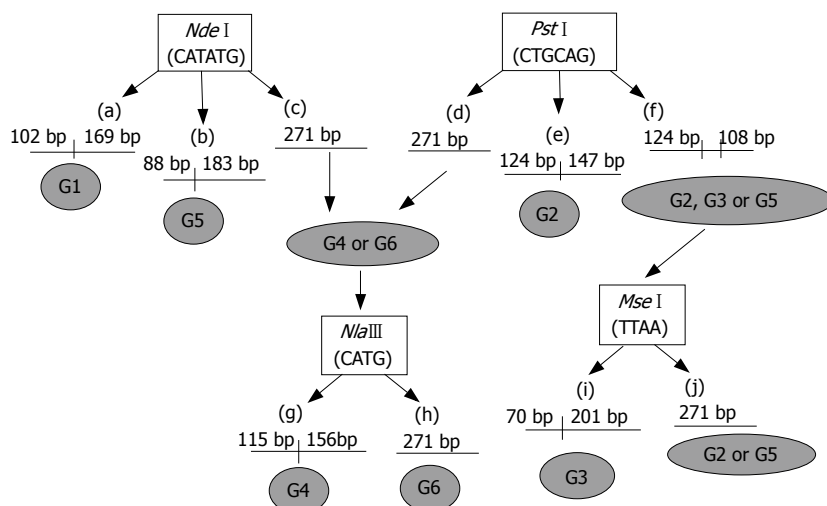 Nde I
(CATATG)
Pst I
(CTGCAG)
(a)
(b)
(c)
(d)
(e)
(f)
102 bp 169 bp
88 bp 183 bp
271 bp
271 bp
124 bp 147 bp
124 bp 108 bp
G1
G5
G4 or G6
G2
G2, G3 or G5
NlaIII
(CATG)
Mse I
(TTAA)
(g)
(h)
(i)
(j)
115 bp 156bp
271 bp
70 bp 201 bp
271 bp
G4
G6
G3
G2 or G5